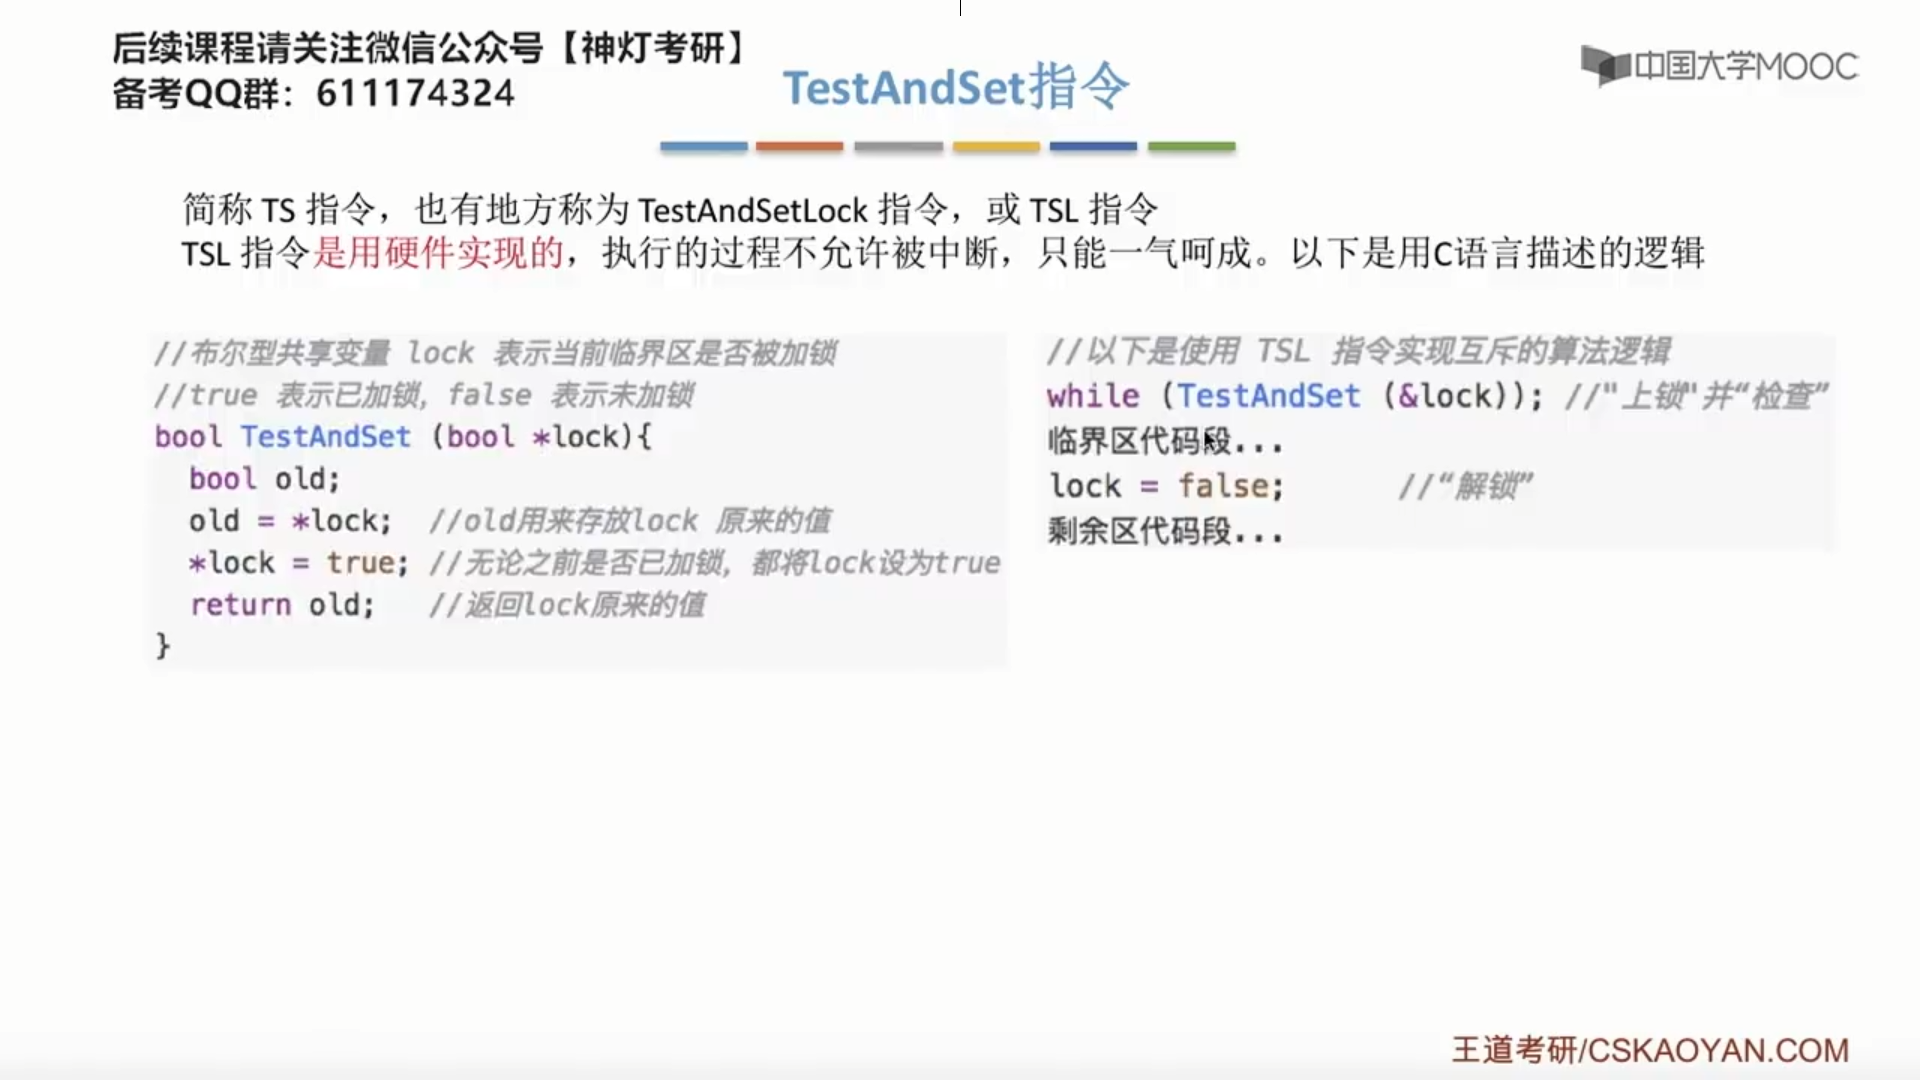 后续课程请关注微信公众号【神灯考研】
备考QQ群：611174324
中国大学MOOC
TestAndSet指令
简称 TS 指令，也有地方称为 TestAndSetLock 指令，或 TSL 指令
TSL 指令是用硬件实现的，执行的过程不允许被中断，只能一气呵成。以下是用C语言描述的逻辑
//布尔型共享变量 lock 表示当前临界区是否被加锁
//true 表示已加锁，false 表示未加锁
bool TestAndSet (bool *lock){
bool old;
old = *lock; //old用来存放lock 原来的值
*lock = true; //无论之前是否已加锁，都将lock设为true
return old; //返回lock原来的值
}
//以下是使用 TSL 指令实现互斥的算法逻辑
while (TestAndSet (&lock)); //"上锁"并“检查”
临界区代码段...
lock = false; //“解锁”
剩余区代码段...
王道考研/CSKAOYAN.COM